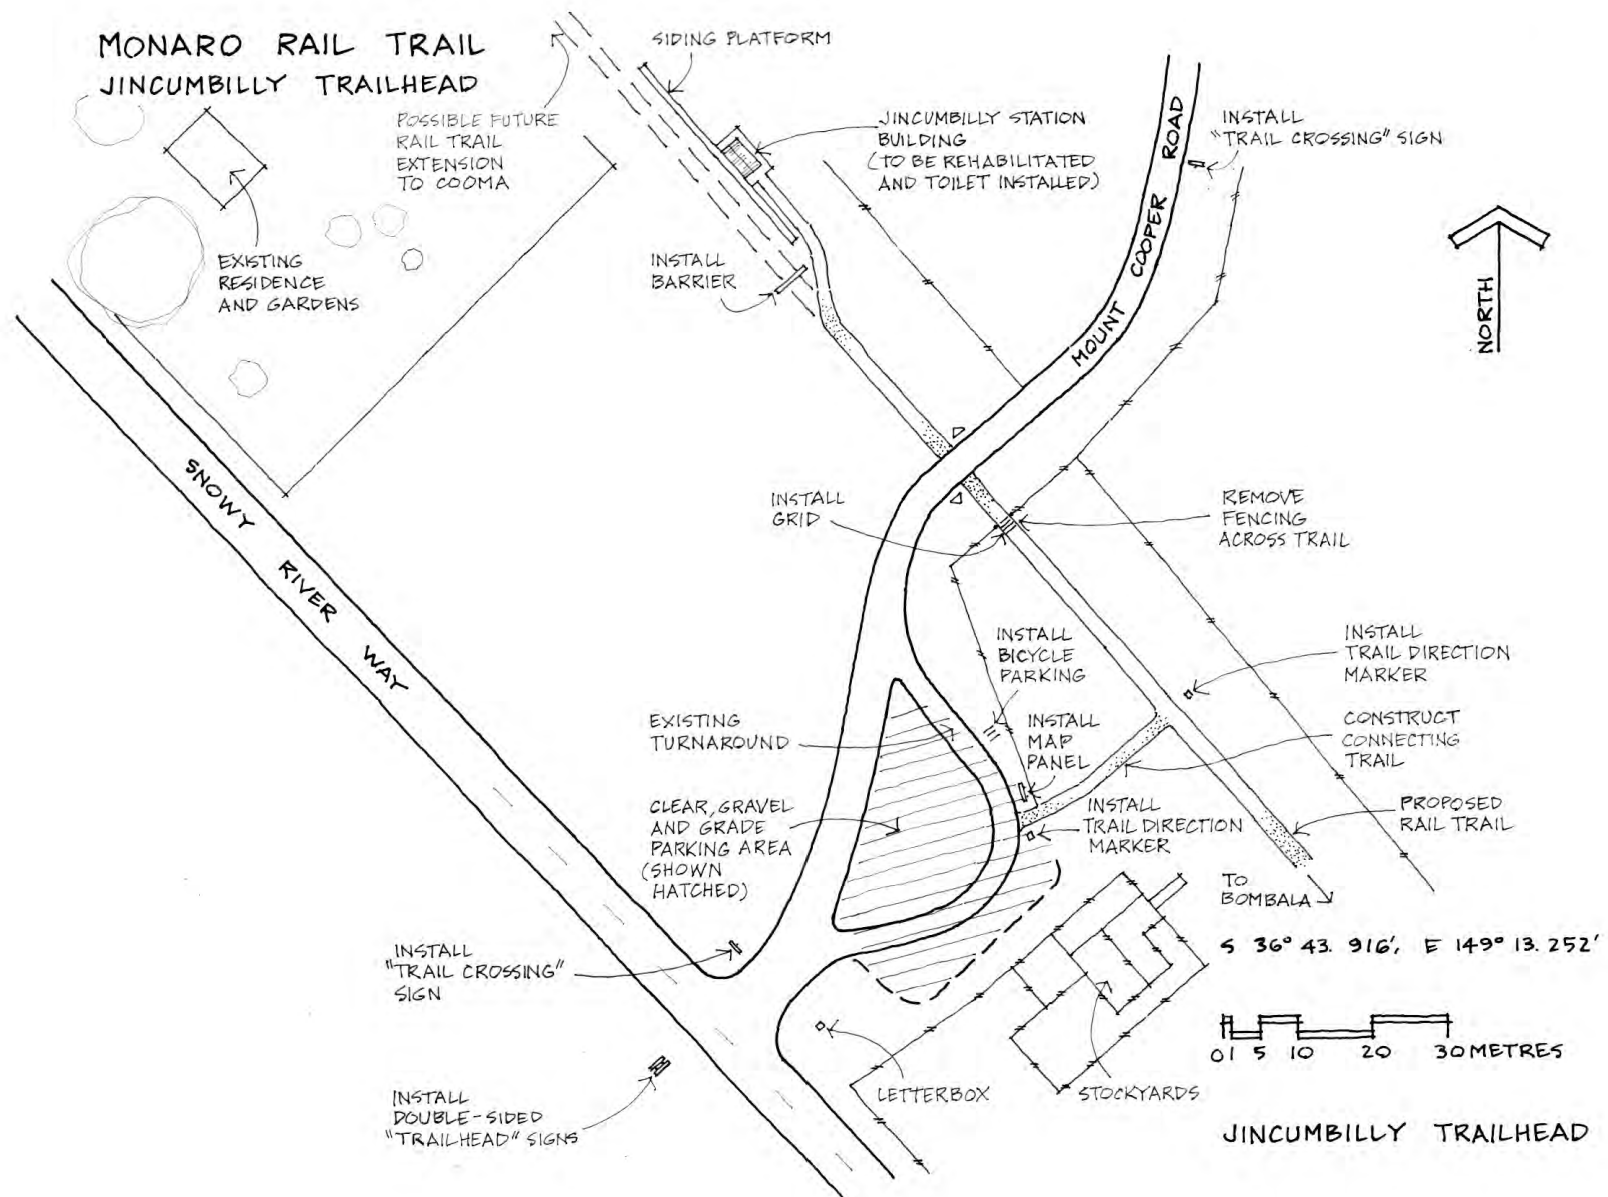 MONARO RAIL TRAIL
JINCUMBILLY TRAILHEAD
POSSIBLE FUTURE
RAIL TRAIL
EXTENSION
TO COOMA
SIDING PLATFORM
JINCUMBILLY STATION
BUILDING
(TO BE REHABILITATED
AND TOILET INSTALLED)
MOUNT COOPER ROAD
INSTALL
"TRAIL CROSSING" SIGN
EXISTING
RESIDENCE
AND GARDENS
INSTALL
BARRIER
NORTH
SNOWY RIVER WAY
INSTALL
GRID
REMOVE
FENCING
ACROSS TRAIL
INSTALL
BICYCLE
PARKING
INSTALL
TRAIL DIRECTION
MARKER
EXISTING
TURNAROUND
INSTALL
MAP
PANEL
CONSTRUCT
CONNECTING
TRAIL
CLEAR, GRAVEL
AND GRADE
PARKING AREA
(SHOWN
HATCHED)
INSTALL
TRAIL DIRECTION
MARKER
PROPOSED
RAIL TRAIL
TO
BOMBALA
INSTALL
"TRAIL CROSSING"
SIGN
S 36° 43. 916', E 149° 13. 252'
0 1 5 10 20 30 METRES
INSTALL
DOUBLE-SIDED
"TRAILHEAD" SIGNS
LETTERBOX
STOCKYARDS
JINCUMBILLY TRAILHEAD